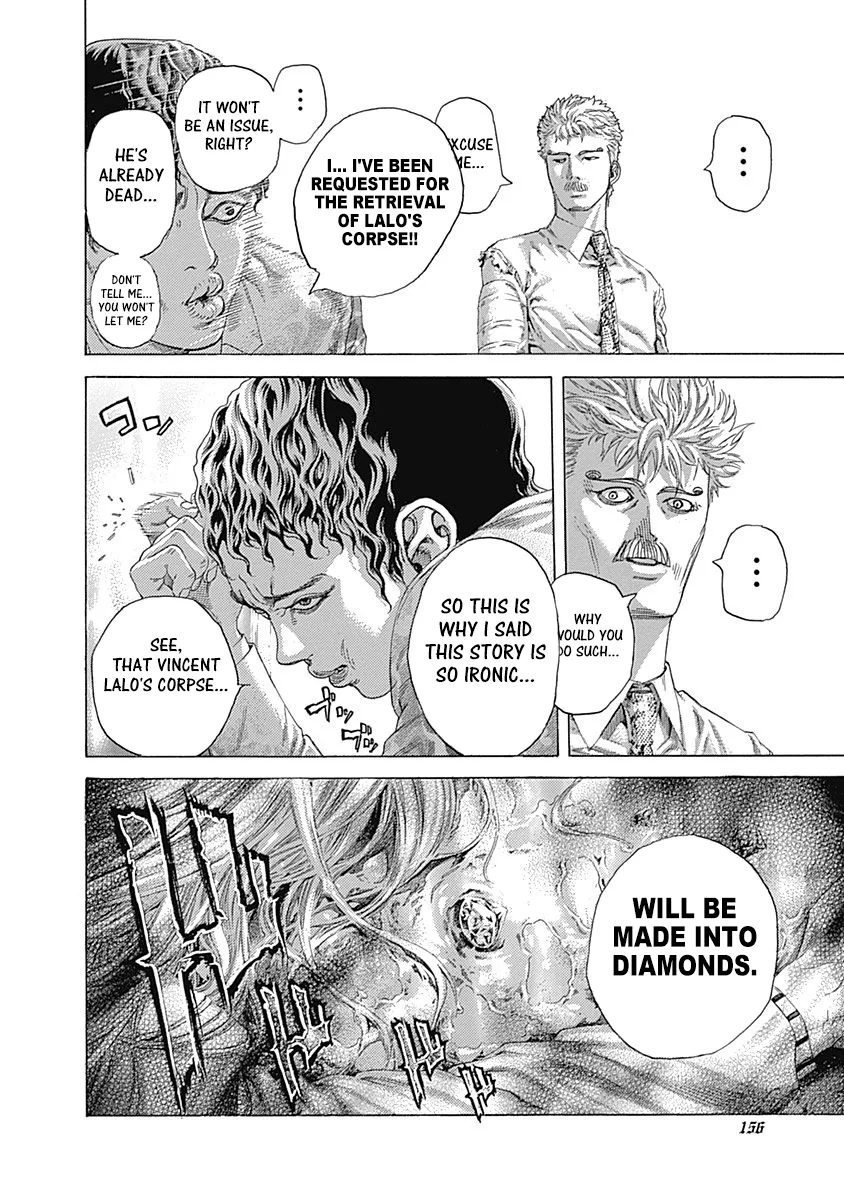 ...
EXCUSE
ME...
I... I'VE BEEN
REQUESTED FOR
THE RETRIEVAL
OF LALO'S
CORPSE!!
...
IT WON'T
BE AN ISSUE,
RIGHT?
HE'S
ALREADY
DEAD...
DON'T
TELL ME...
YOU WON'T
LET ME?
...
WHY
WOULD YOU
DO SUCH...
SO THIS IS
WHY I SAID
THIS STORY IS
SO IRONIC...
SEE,
THAT VINCENT
LALO'S CORPSE...
WILL BE
MADE INTO
DIAMONDS.
156